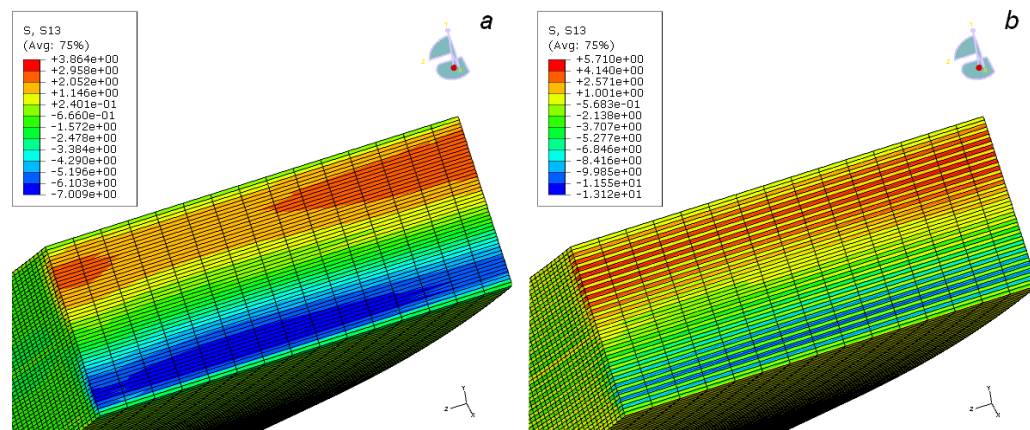 a
S, S13
(Avg: 75%)
+3.864e+00
+2.958e+00
+2.052e+00
+1.146e+00
+2.401e-01
-6.660e-01
-1.572e+00
-2.478e+00
-3.384e+00
-4.290e+00
-5.196e+00
-6.103e+00
-7.009e+00
Y
Z
Y
Z
X
b
S, S13
(Avg: 75%)
+5.710e+00
+4.140e+00
+2.571e+00
+1.001e+00
-5.683e-01
-2.138e+00
-3.707e+00
-5.277e+00
-6.846e+00
-8.416e+00
-9.985e+00
-1.155e+01
-1.312e+01
Y
Z
Y
Z
X